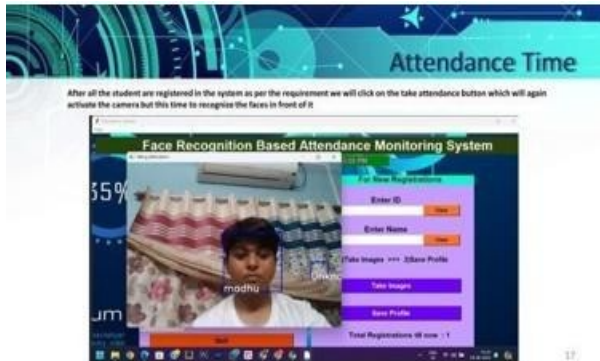 Attendance Time
After all the student are registered in the system as per the requirement we will click on the take attendance button which will again
activate the camera but this time to recognize the faces in front of it
Face Recognition Based Attendance Monitoring System
For New Registrations
35%
Enter ID
Enter Name
Take Images >>> 2)Save Profile
madhu
Take Images
um
Save Profile
Quit
Total Registrations till now : 1
17